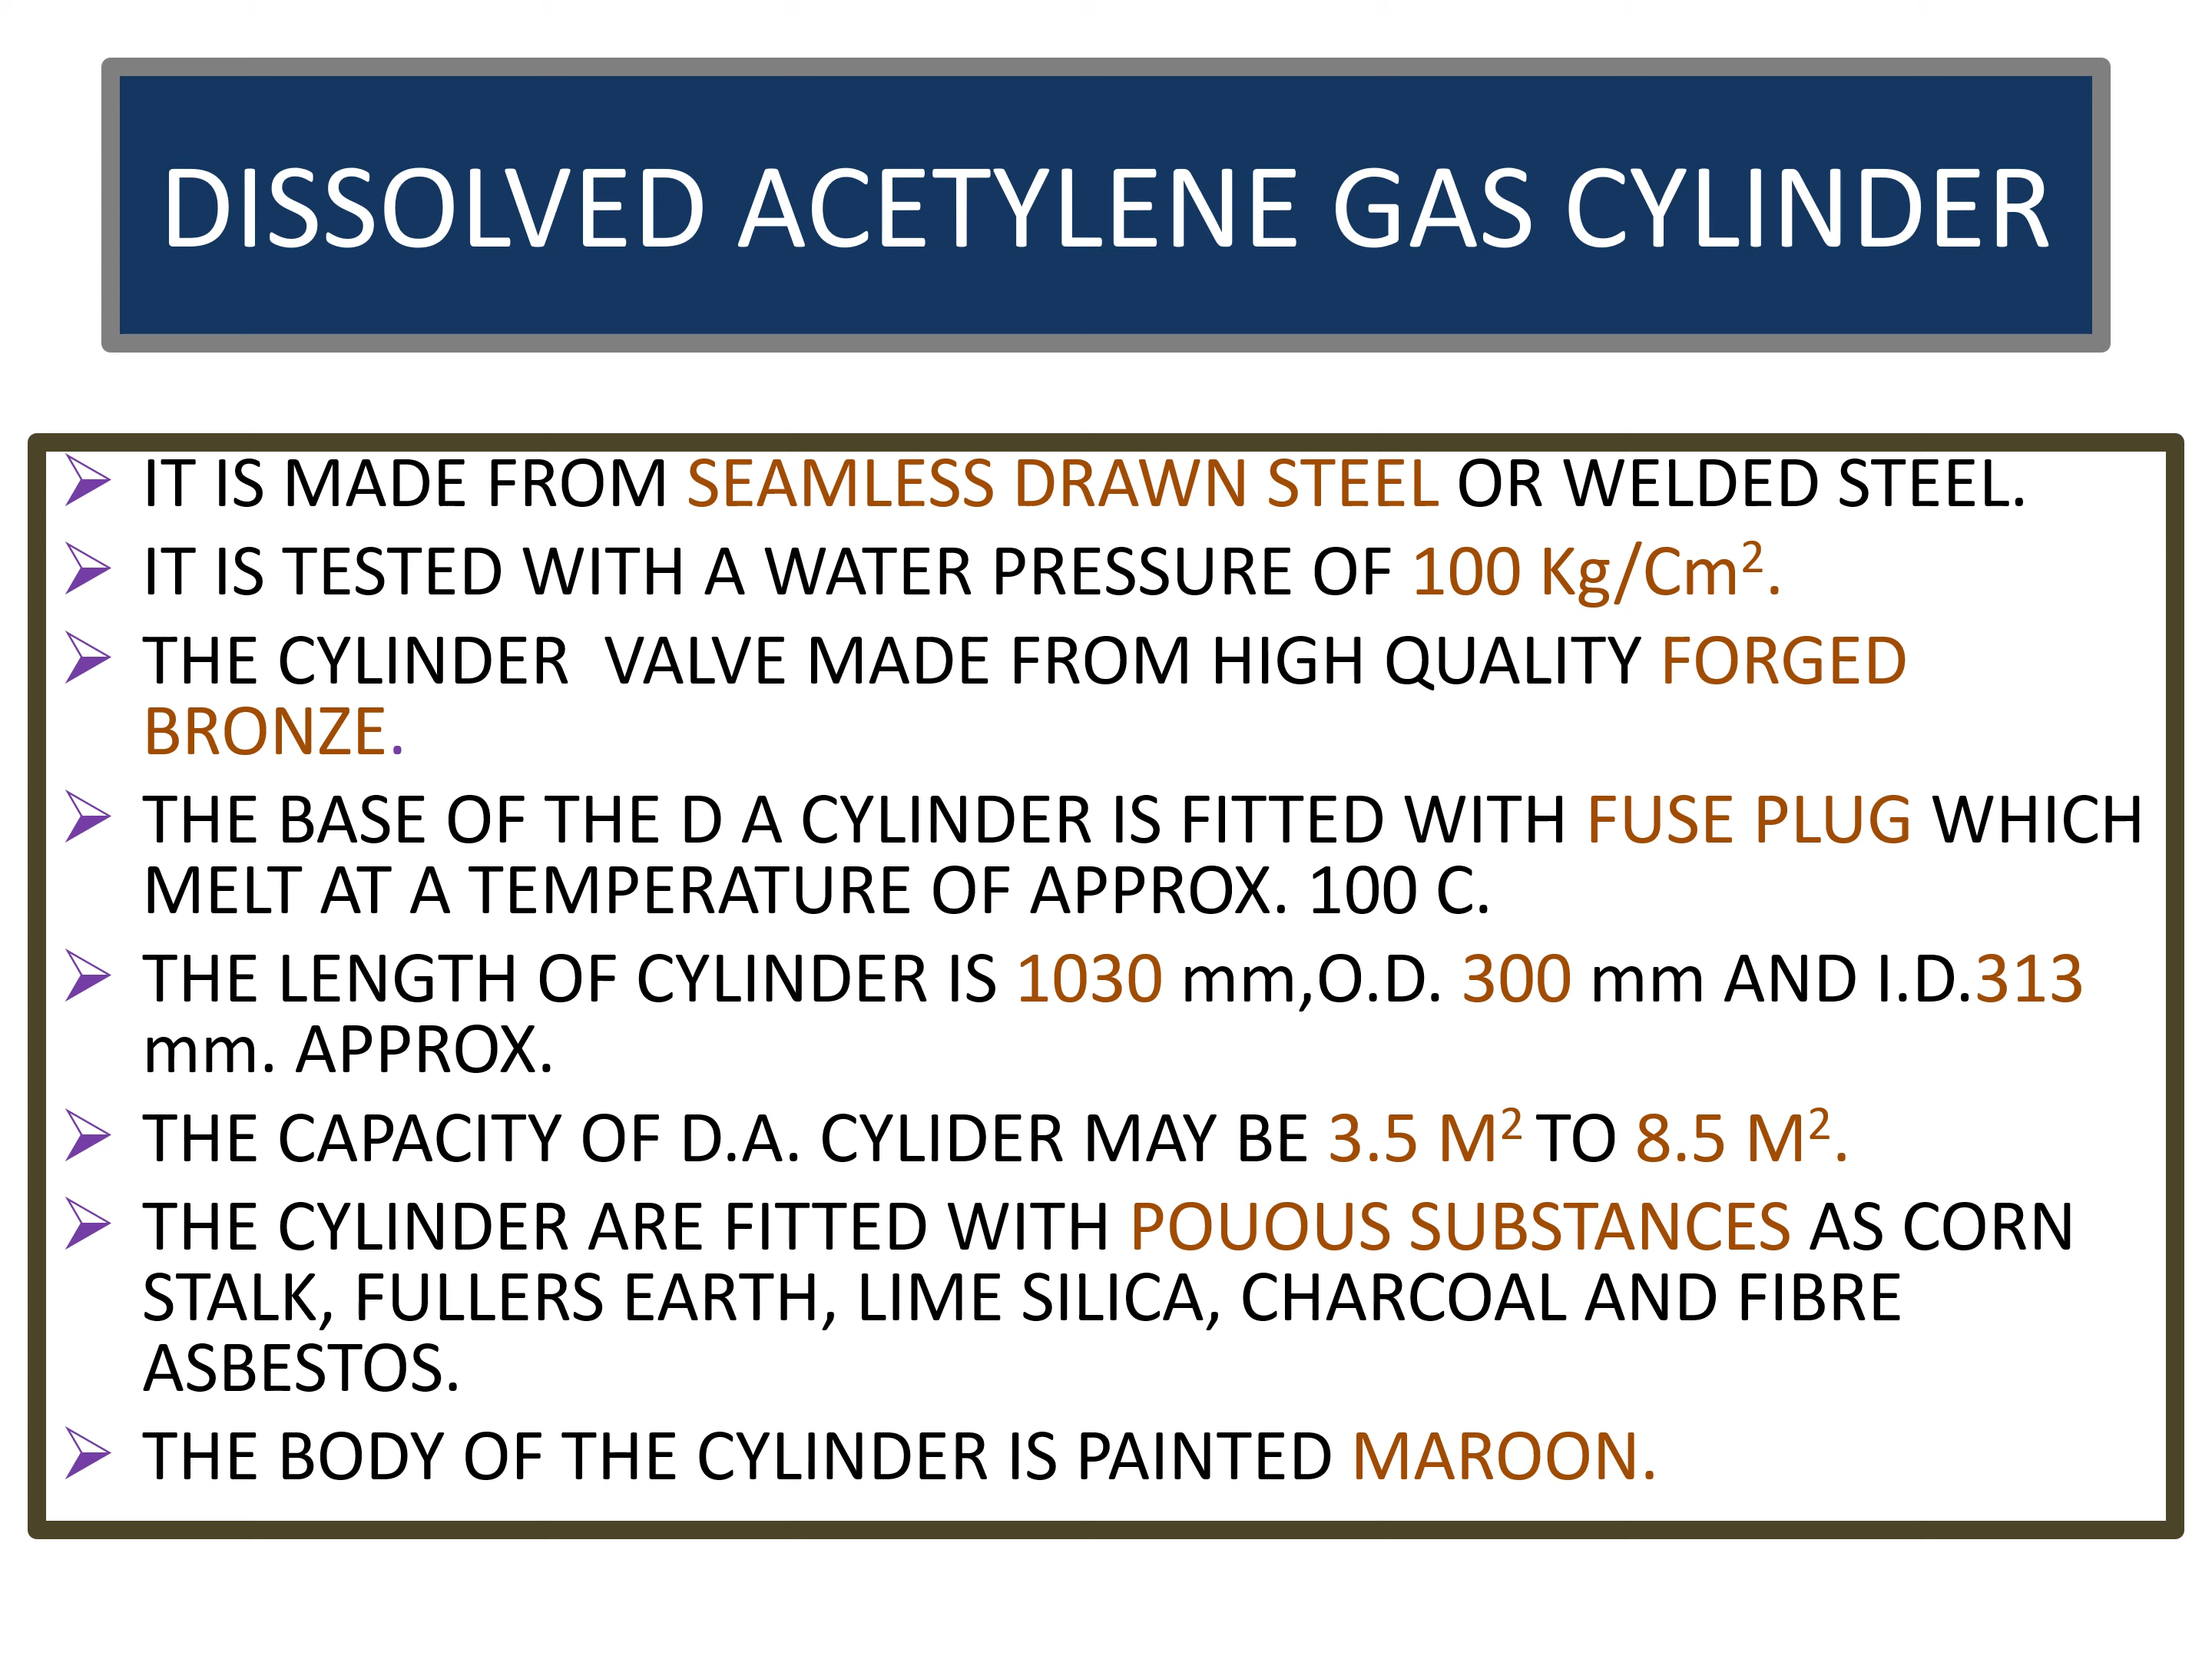 DISSOLVED ACETYLENE GAS CYLINDER
➢ IT IS MADE FROM SEAMLESS DRAWN STEEL OR WELDED STEEL.
➢ IT IS TESTED WITH A WATER PRESSURE OF 100 Kg/Cm².
➢ THE CYLINDER VALVE MADE FROM HIGH QUALITY FORGED
BRONZE.
➢ THE BASE OF THE D A CYLINDER IS FITTED WITH FUSE PLUG WHICH
MELT AT A TEMPERATURE OF APPROX. 100 C.
➢ THE LENGTH OF CYLINDER IS 1030 mm,O.D. 300 mm AND I.D.313
mm. APPROX.
➢ THE CAPACITY OF D.A. CYLIDER MAY BE 3.5 M² TO 8.5 M².
➢ THE CYLINDER ARE FITTED WITH POUOUS SUBSTANCES AS CORN
STALK, FULLERS EARTH, LIME SILICA, CHARCOAL AND FIBRE
ASBESTOS.
➢ THE BODY OF THE CYLINDER IS PAINTED MAROON.